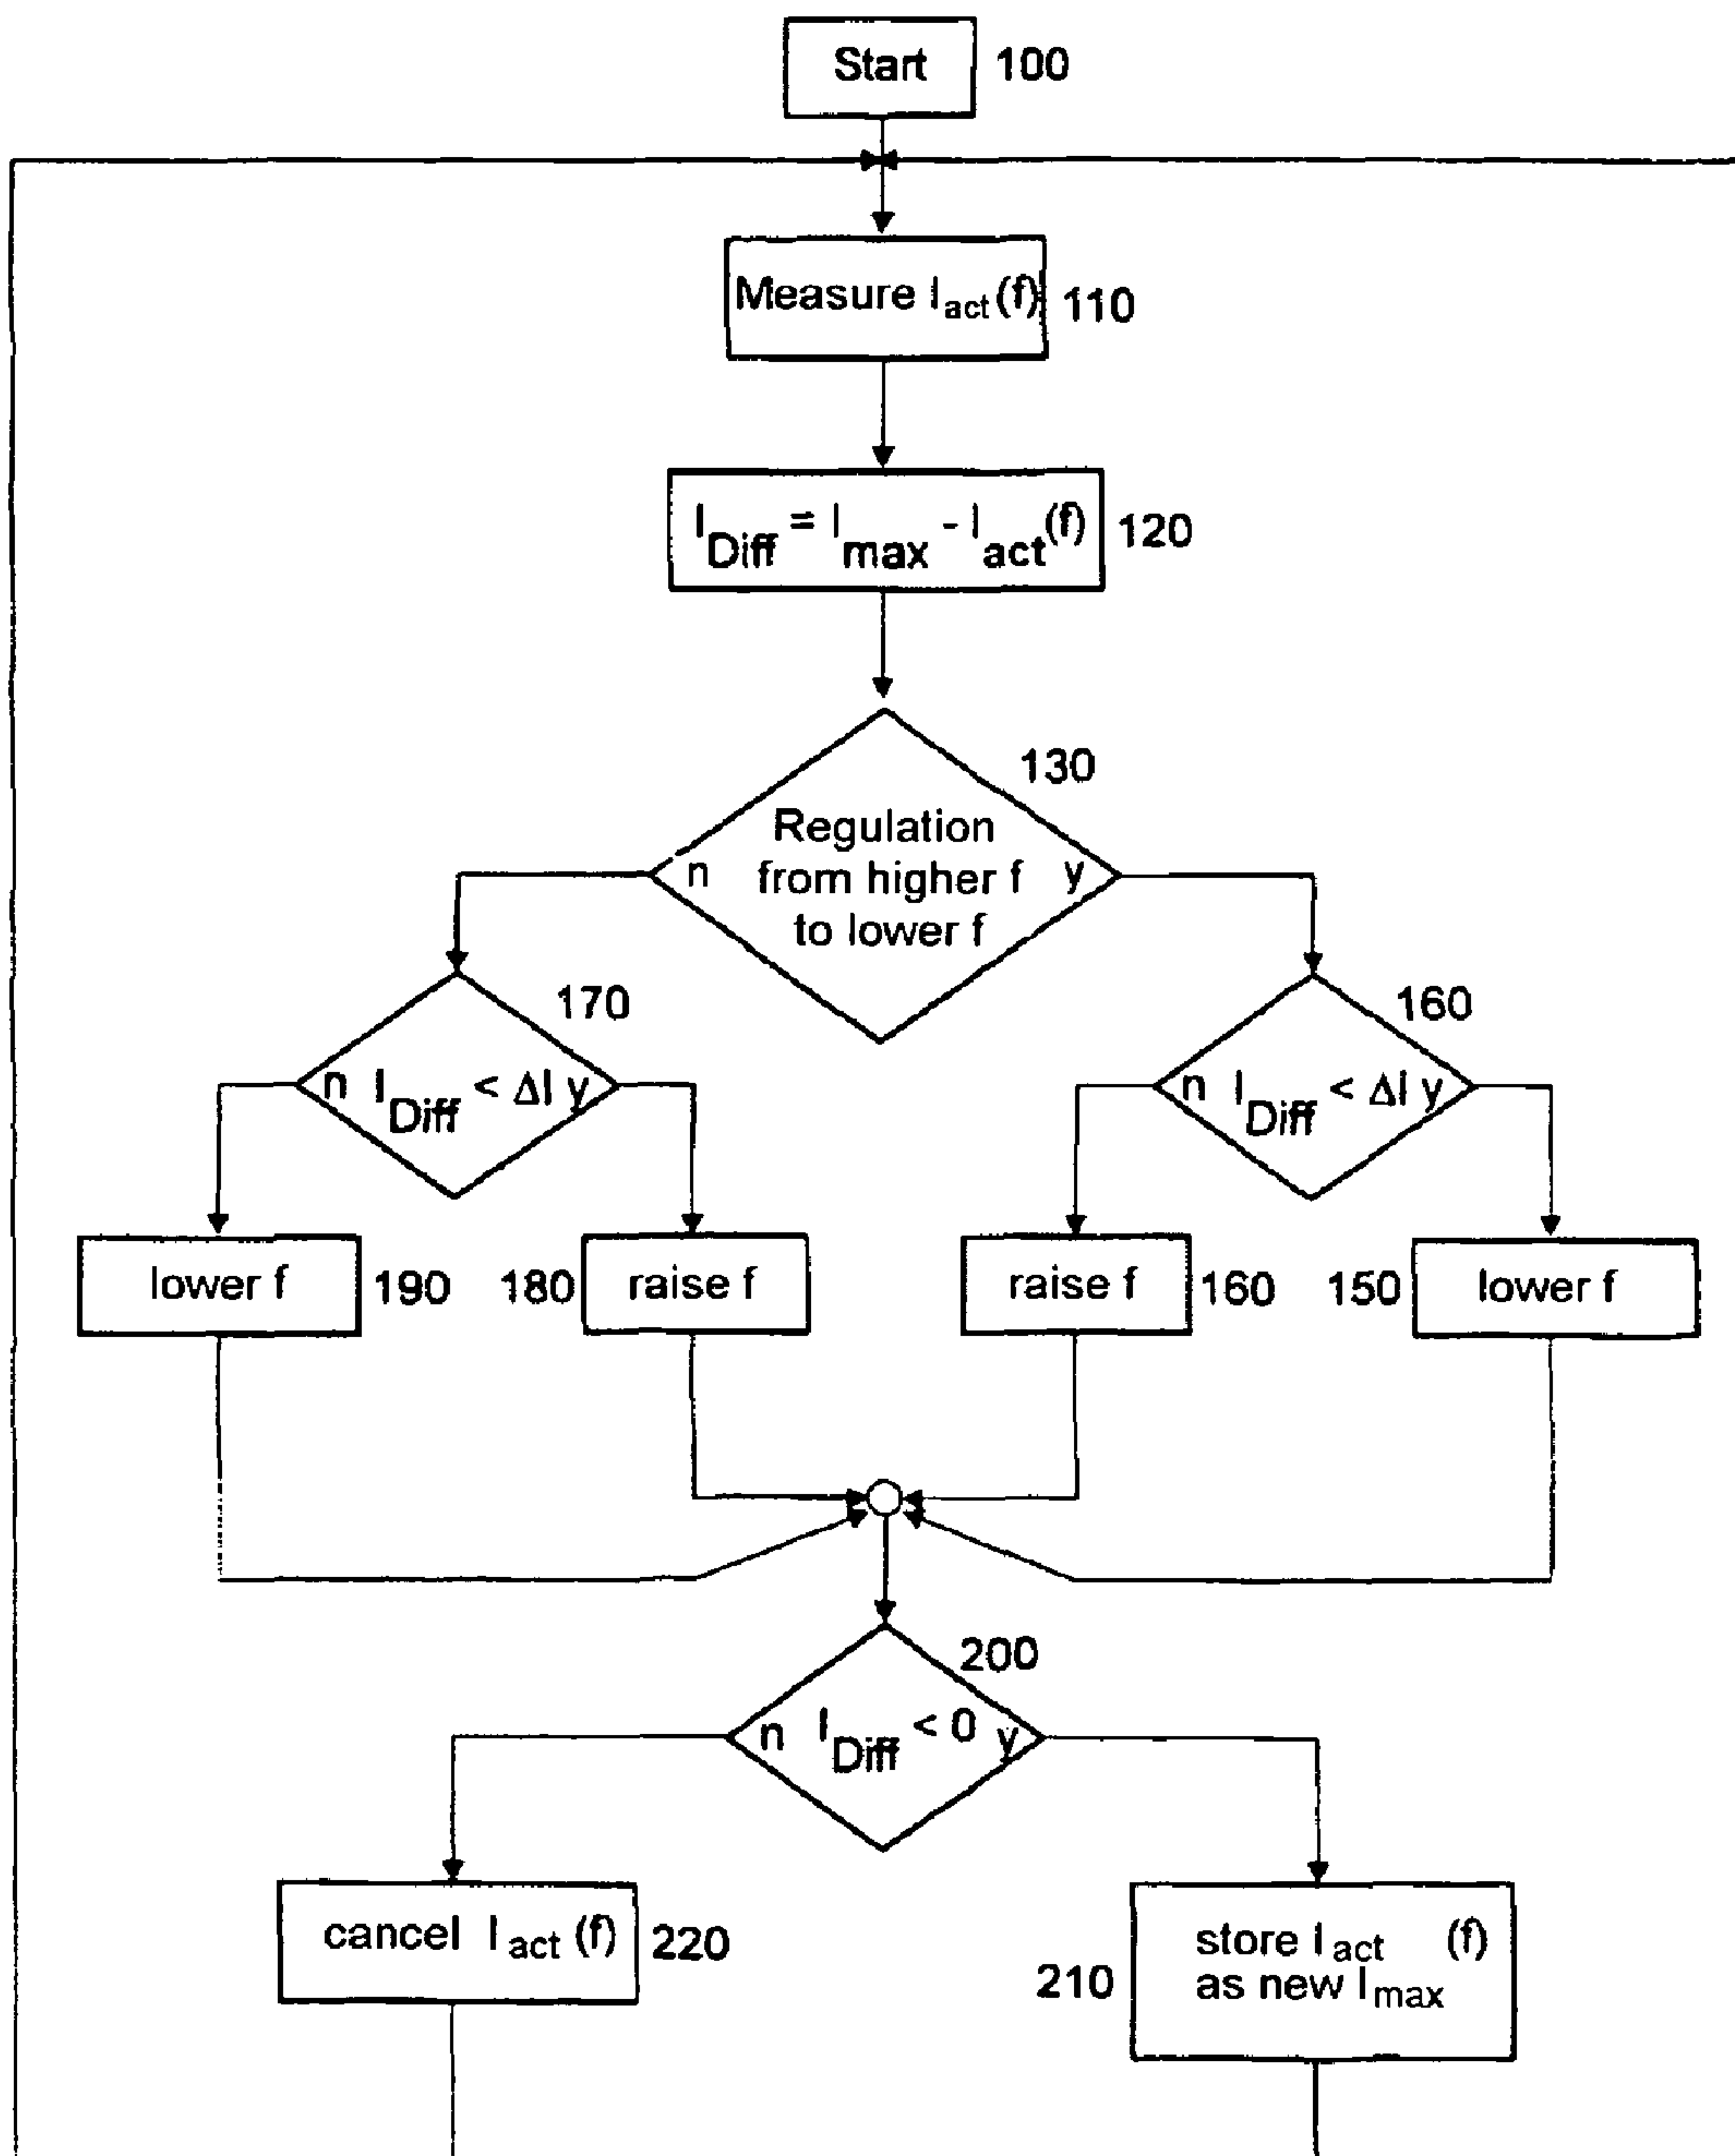 Start 100
Measure I_act(f) 110
I_Diff = I_max - I_act(f) 120
130
Regulation
n from higher f y
to lower f
170
n I_Diff < ΔI y
160
n I_Diff < ΔI y
lower f 190
180 raise f
raise f 160
150 lower f
200
n I_Diff < 0 y
cancel I_act (f) 220
store I_act (f)
210 as new I_max